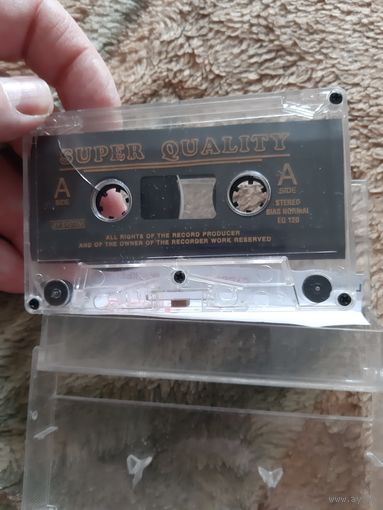 SUPER QUALITY
A A
SIDE SIDE
STEREO
BIAS NORMAL
EQ 120
ALL RIGHTS OF THE RECORD PRODUCER
AND OF THE OWNER OF THE RECORDER WORK RESERVED